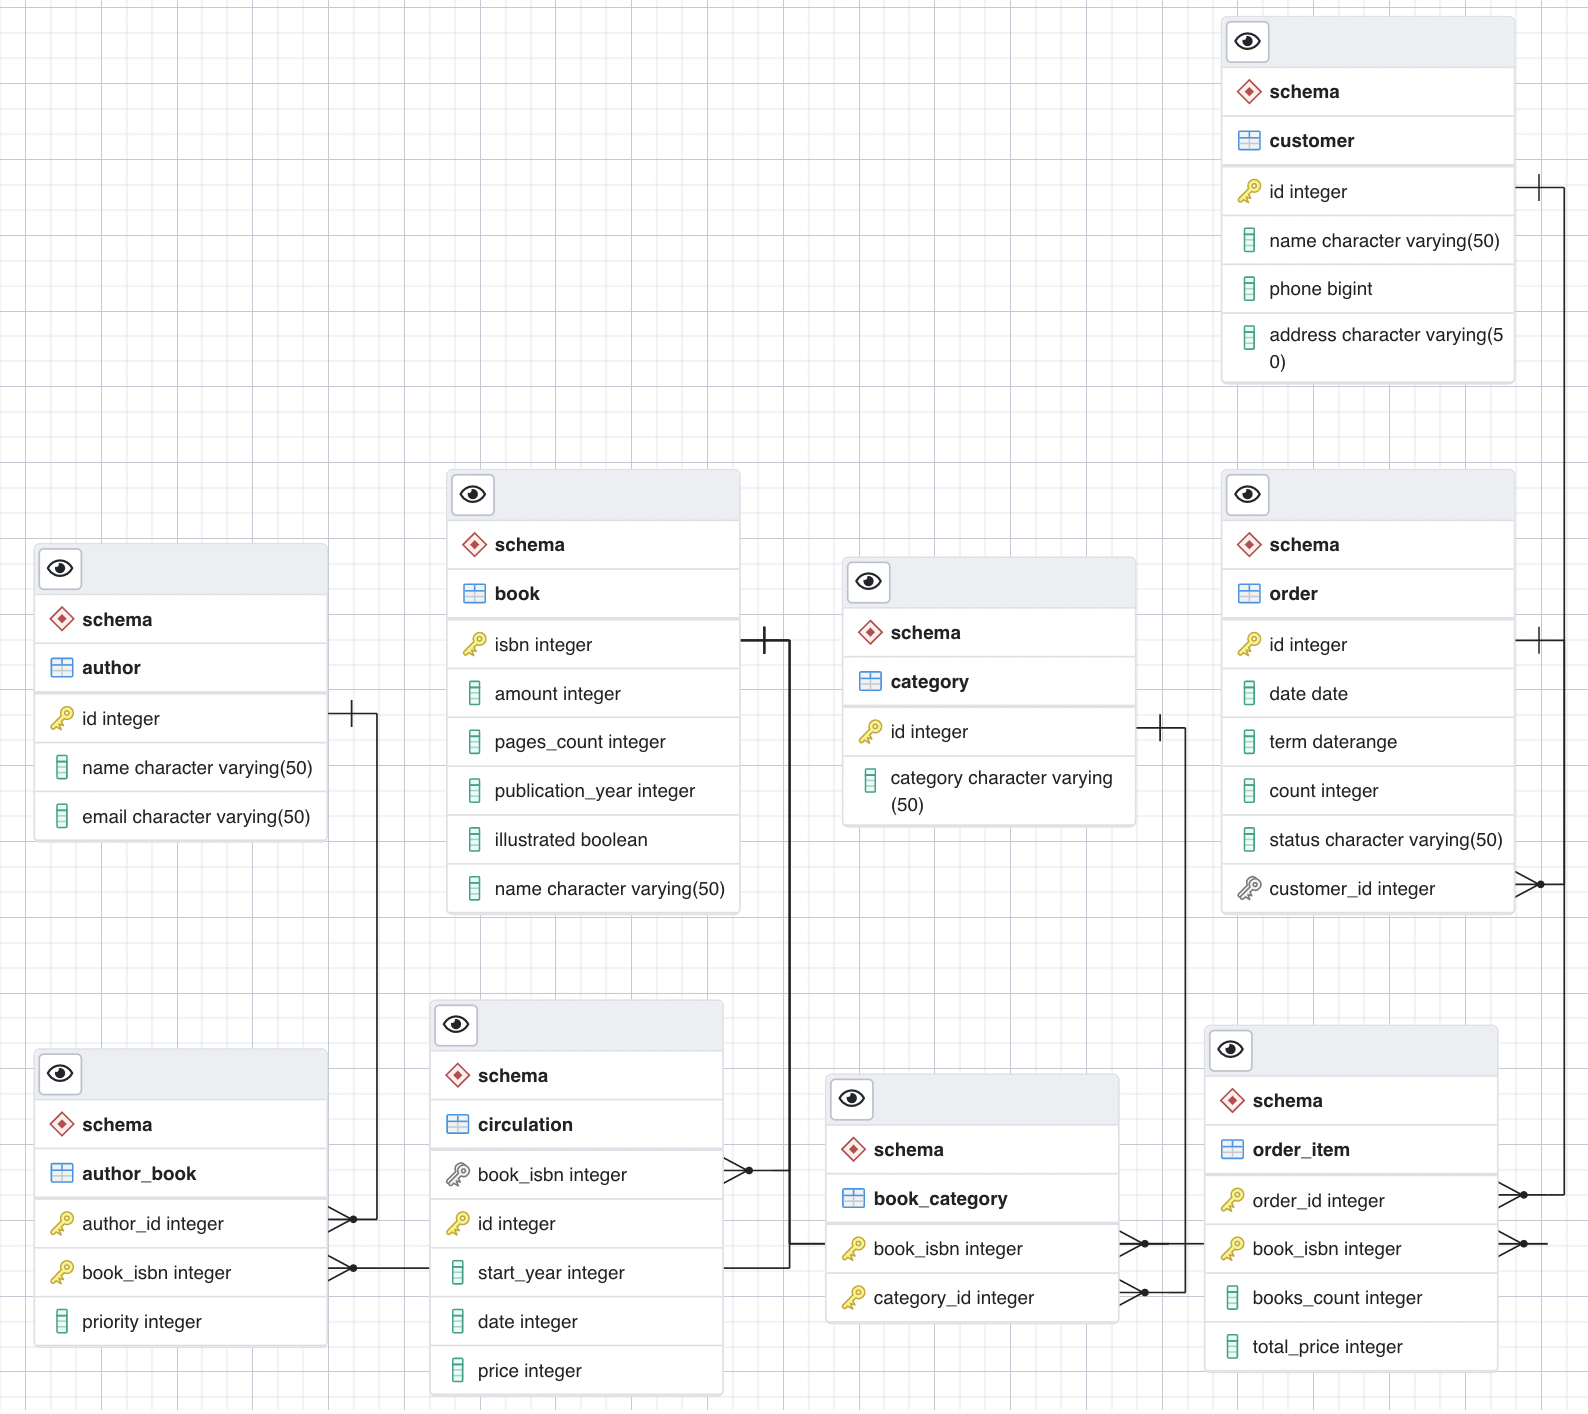 schema
customer
id integer
name character varying(50)
phone bigint
address character varying(5
0)
schema
author
id integer
name character varying(50)
email character varying(50)
schema
book
isbn integer
amount integer
pages_count integer
publication_year integer
illustrated boolean
name character varying(50)
schema
category
id integer
category character varying
(50)
schema
order
id integer
date date
term daterange
count integer
status character varying(50)
customer_id integer
schema
author_book
author_id integer
book_isbn integer
priority integer
schema
circulation
book_isbn integer
id integer
start_year integer
date integer
price integer
schema
book_category
book_isbn integer
category_id integer
schema
order_item
order_id integer
book_isbn integer
books_count integer
total_price integer